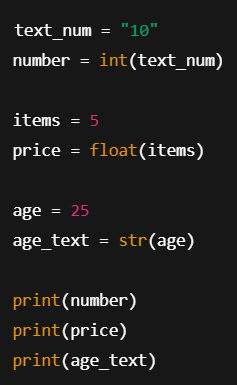 text_num = "10"
number = int(text_num)
items = 5
price = float(items)
age = 25
age_text = str(age)
print(number)
print(price)
print(age_text)